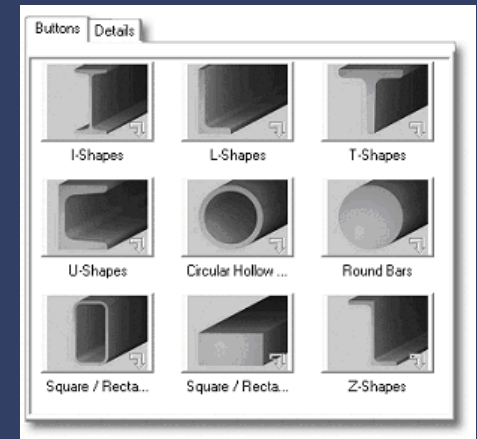 Buttons Details
I-Shapes L-Shapes T-Shapes
U-Shapes Circular Hollow ... Round Bars
Square / Recta... Square / Recta... Z-Shapes